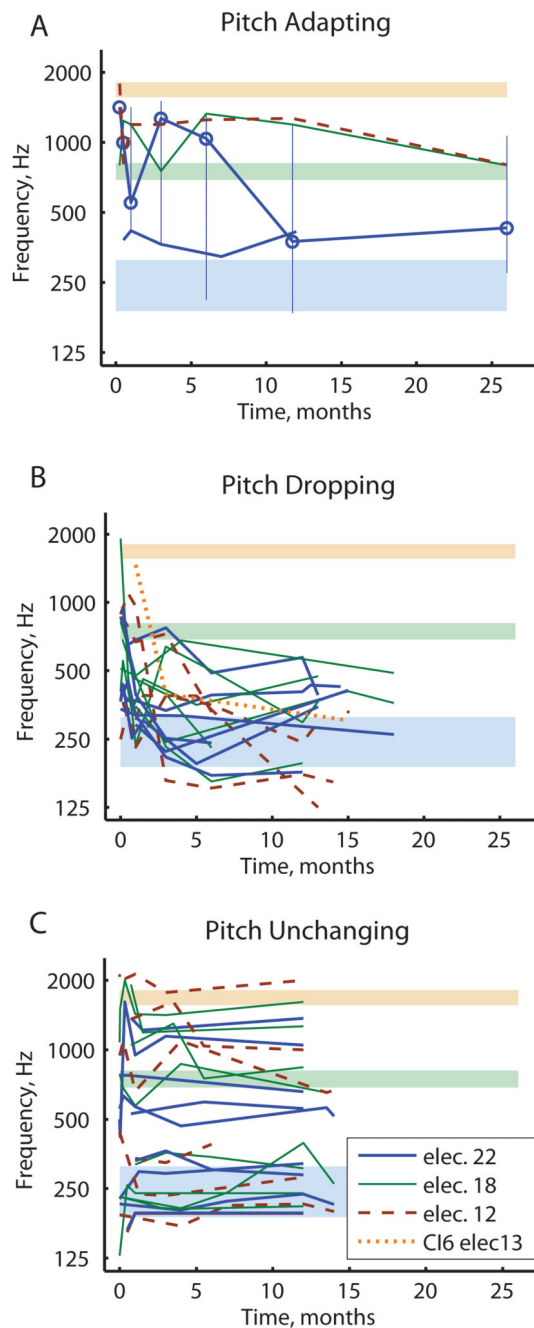 A
Pitch Adapting
Frequency, Hz
2000
1000
500
250
125
0 5 10 15 20 25
Time, months
B
Pitch Dropping
Frequency, Hz
2000
1000
500
250
125
0 5 10 15 20 25
Time, months
C
Pitch Unchanging
Frequency, Hz
2000
1000
500
250
125
elec. 22
elec. 18
elec. 12
CI6 elec13
0 5 10 15 20 25
Time, months